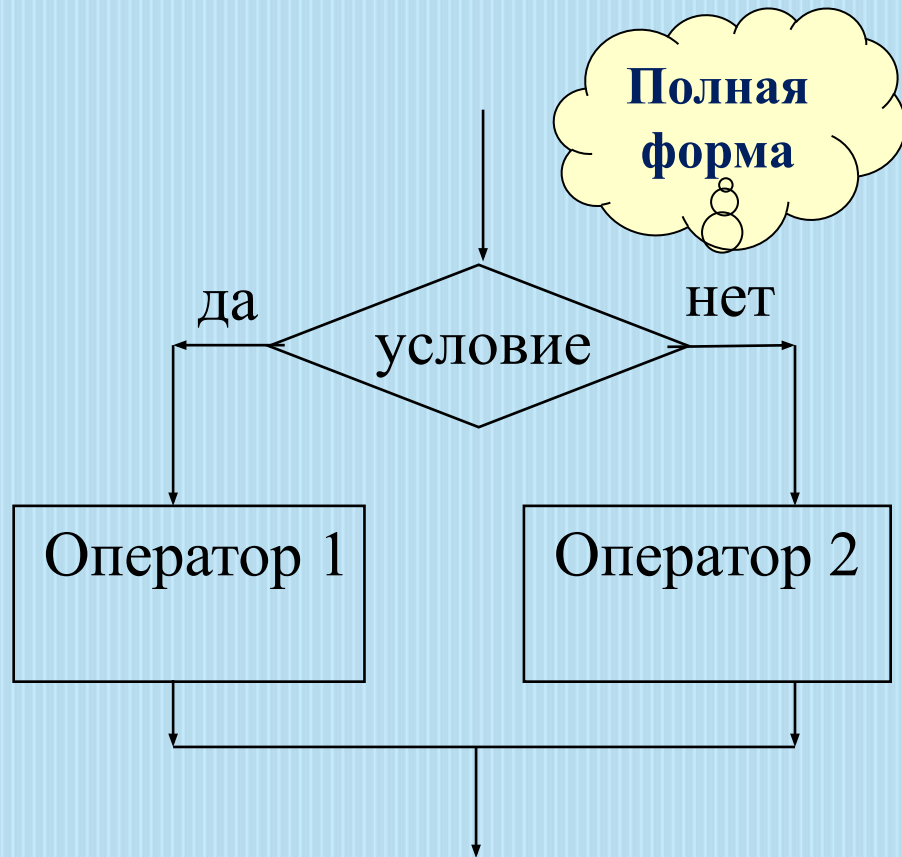 Полная
форма
да
нет
условие
Оператор 1
Оператор 2